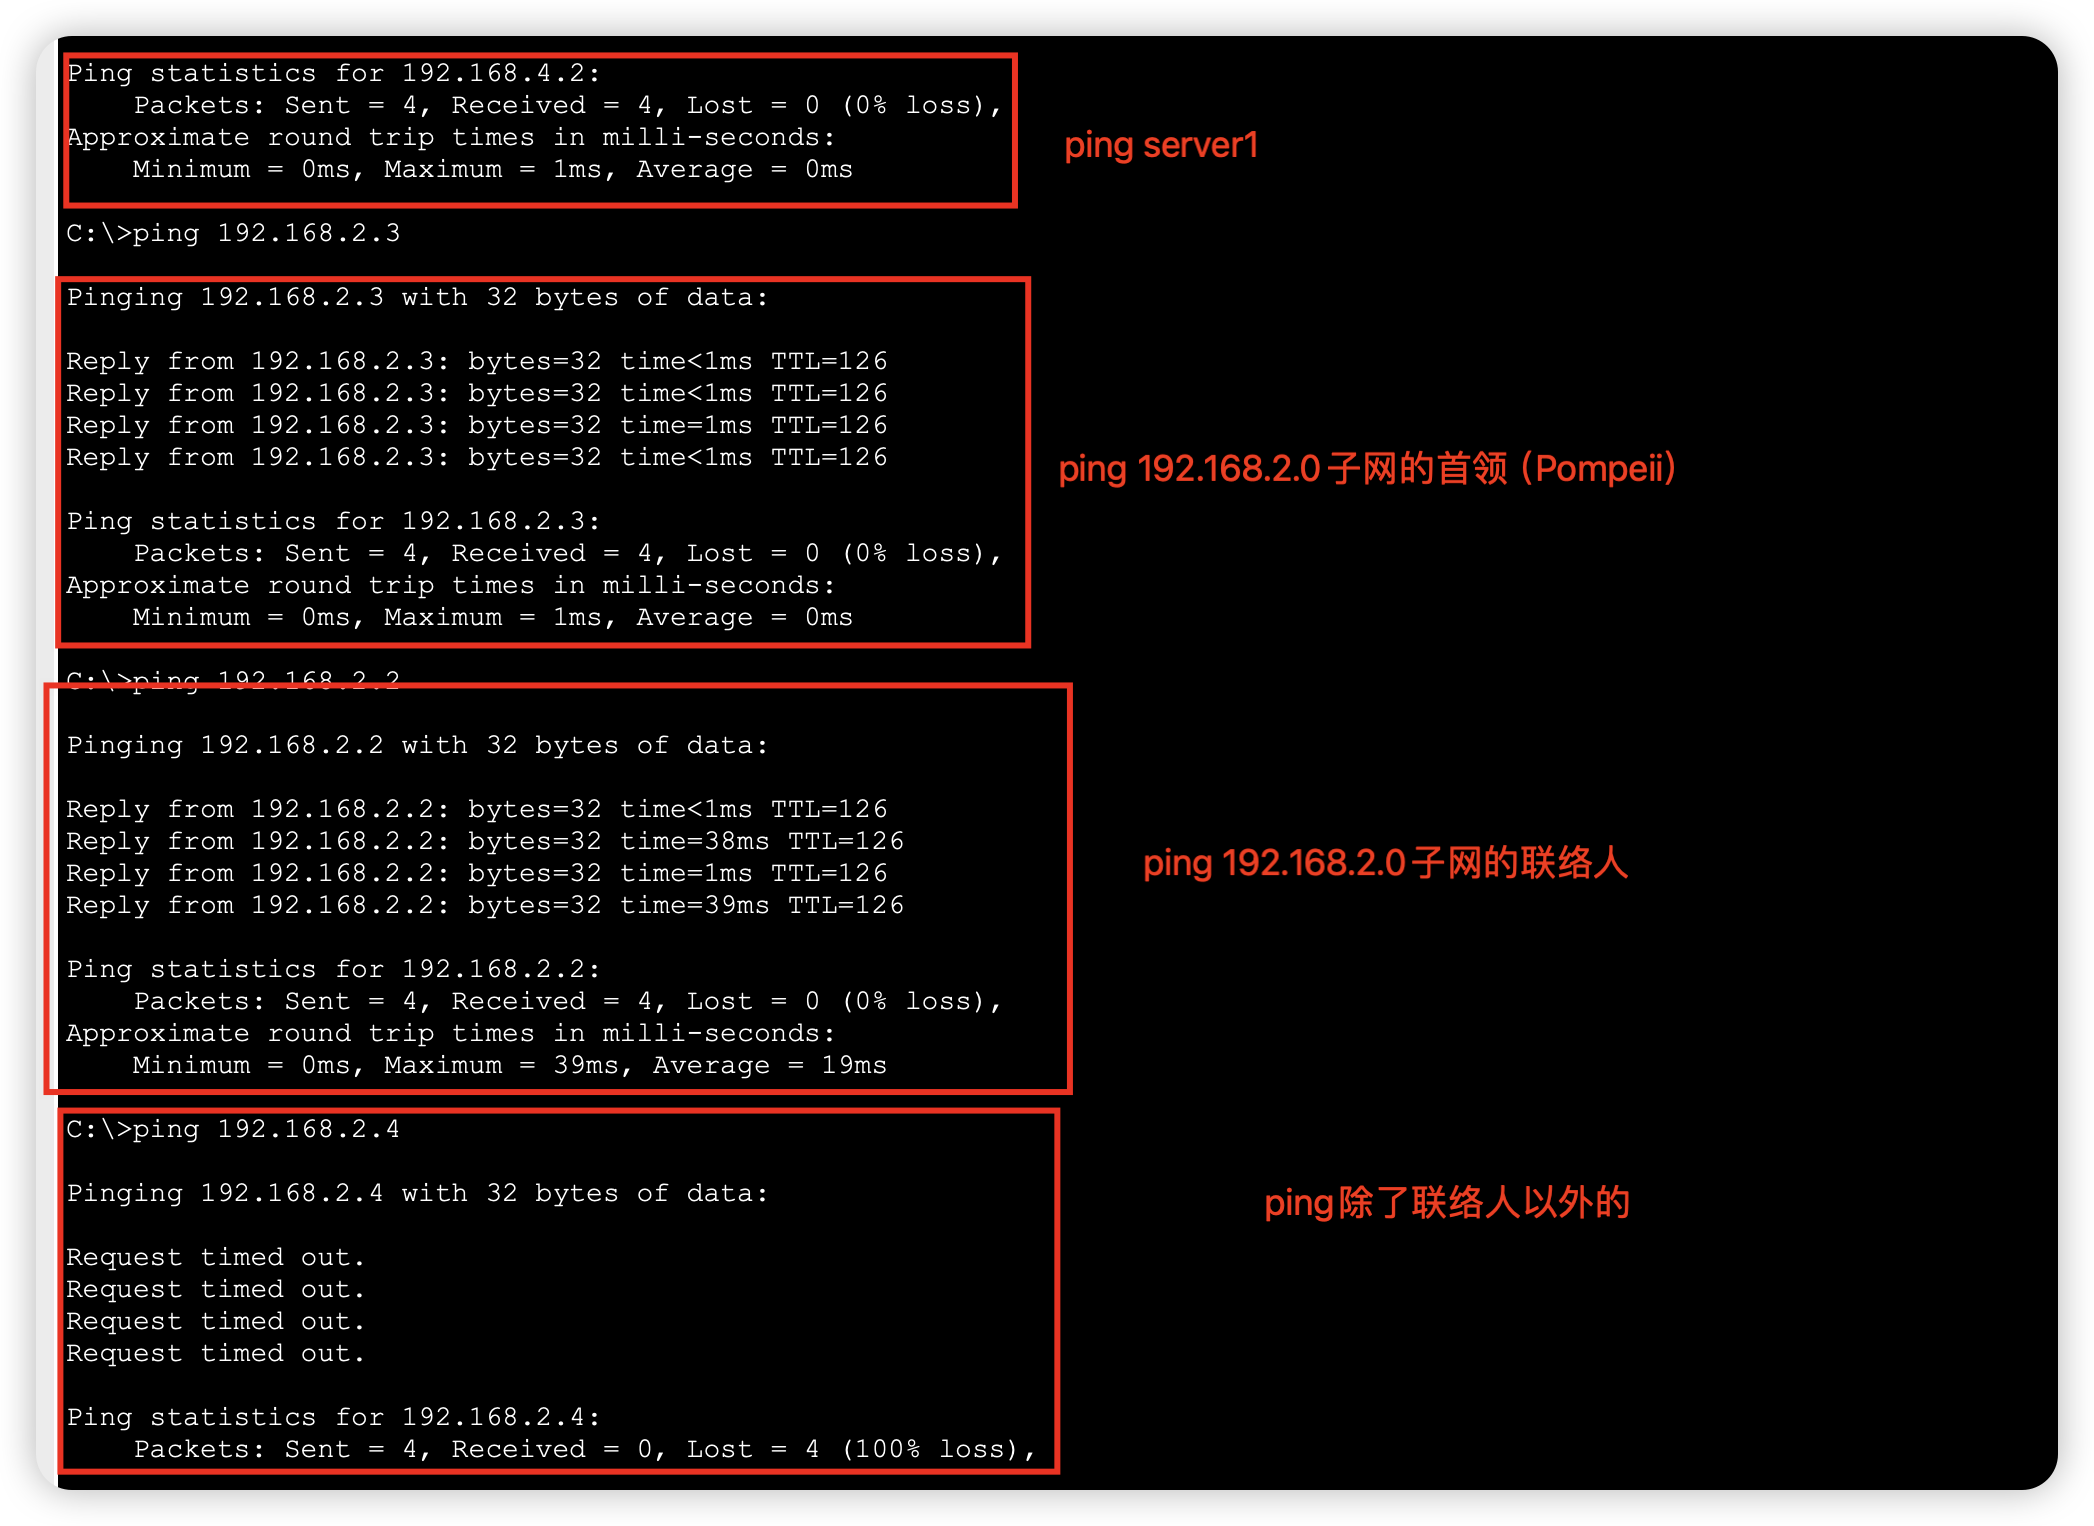 Ping statistics for 192.168.4.2:
Packets: Sent = 4, Received = 4, Lost = 0 (0% loss),
Approximate round trip times in milli-seconds:
Minimum = 0ms, Maximum = 1ms, Average = 0ms
ping server1
C:\>ping 192.168.2.3
Pinging 192.168.2.3 with 32 bytes of data:
Reply from 192.168.2.3: bytes=32 time<1ms TTL=126
Reply from 192.168.2.3: bytes=32 time<1ms TTL=126
Reply from 192.168.2.3: bytes=32 time=1ms TTL=126
Reply from 192.168.2.3: bytes=32 time<1ms TTL=126
ping 192.168.2.0子网的首领（Pompeii）
Ping statistics for 192.168.2.3:
Packets: Sent = 4, Received = 4, Lost = 0 (0% loss),
Approximate round trip times in milli-seconds:
Minimum = 0ms, Maximum = 1ms, Average = 0ms
C:\>ping 192.168.2.2
Pinging 192.168.2.2 with 32 bytes of data:
Reply from 192.168.2.2: bytes=32 time<1ms TTL=126
Reply from 192.168.2.2: bytes=32 time=38ms TTL=126
Reply from 192.168.2.2: bytes=32 time=1ms TTL=126
Reply from 192.168.2.2: bytes=32 time=39ms TTL=126
ping 192.168.2.0子网的联络人
Ping statistics for 192.168.2.2:
Packets: Sent = 4, Received = 4, Lost = 0 (0% loss),
Approximate round trip times in milli-seconds:
Minimum = 0ms, Maximum = 39ms, Average = 19ms
C:\>ping 192.168.2.4
Pinging 192.168.2.4 with 32 bytes of data:
ping除了联络人以外的
Request timed out.
Request timed out.
Request timed out.
Request timed out.
Ping statistics for 192.168.2.4:
Packets: Sent = 4, Received = 0, Lost = 4 (100% loss),